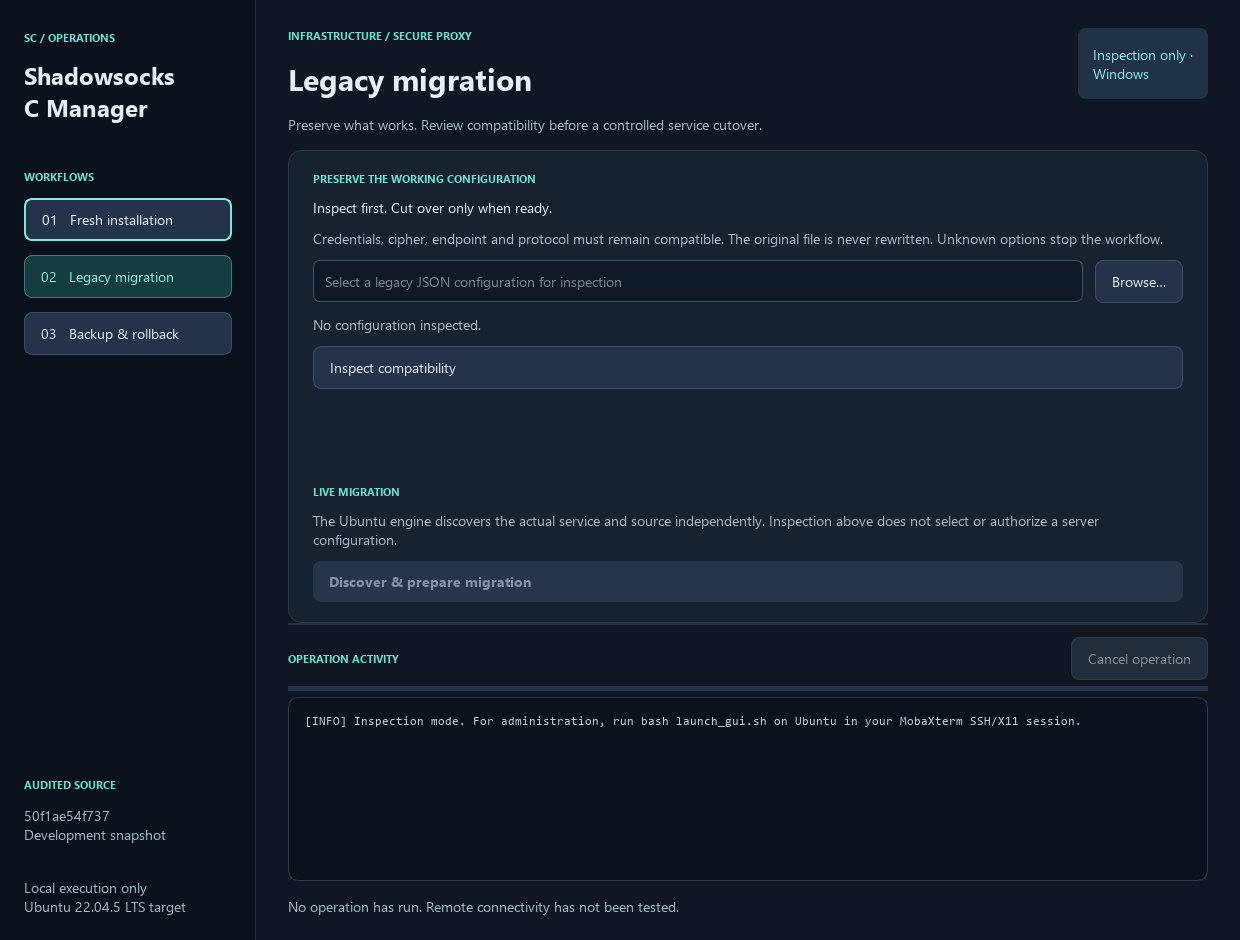 SC / OPERATIONS
Shadowsocks
C Manager
WORKFLOWS
01 Fresh installation
02 Legacy migration
03 Backup & rollback
AUDITED SOURCE
50f1ae54f737
Development snapshot
Local execution only
Ubuntu 22.04.5 LTS target
INFRASTRUCTURE / SECURE PROXY
Legacy migration
Preserve what works. Review compatibility before a controlled service cutover.
Inspection only ·
Windows
PRESERVE THE WORKING CONFIGURATION
Inspect first. Cut over only when ready.
Credentials, cipher, endpoint and protocol must remain compatible. The original file is never rewritten. Unknown options stop the workflow.
Select a legacy JSON configuration for inspection
Browse...
No configuration inspected.
Inspect compatibility
LIVE MIGRATION
The Ubuntu engine discovers the actual service and source independently. Inspection above does not select or authorize a server
configuration.
Discover & prepare migration
OPERATION ACTIVITY
Cancel operation
[INFO] Inspection mode. For administration, run bash launch_gui.sh on Ubuntu in your MobaXterm SSH/X11 session.
No operation has run. Remote connectivity has not been tested.